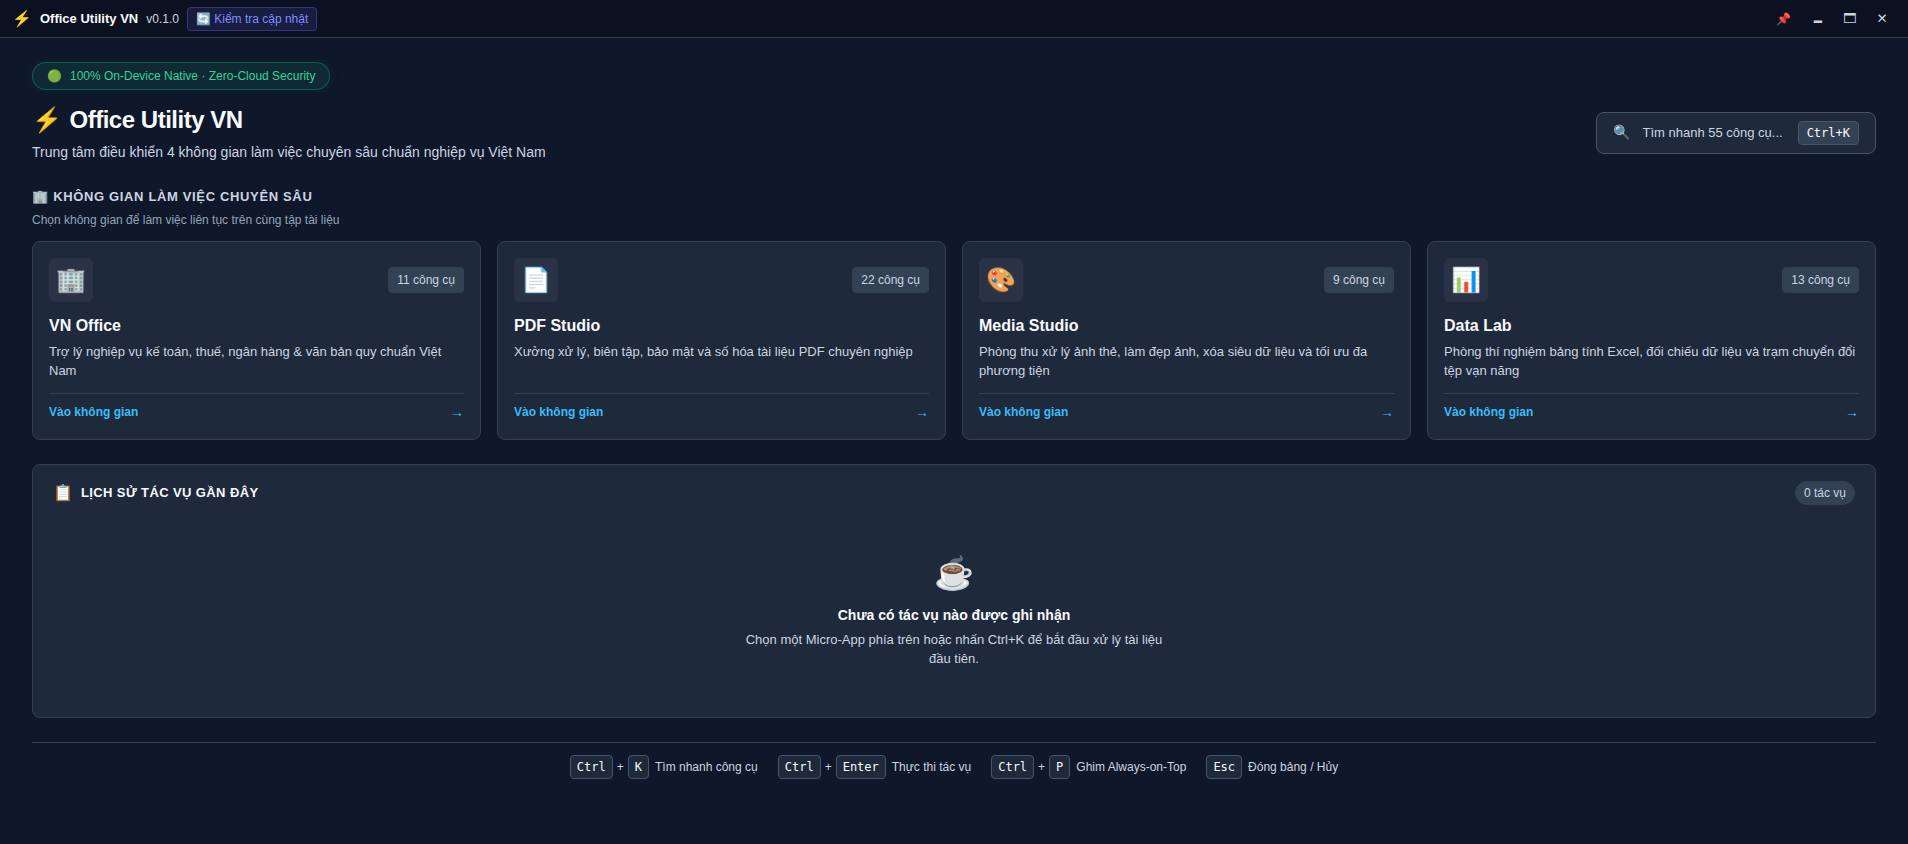 ⚡ Office Utility VN v0.1.0 🔄 Kiểm tra cập nhật
100% On-Device Native · Zero-Cloud Security
⚡ Office Utility VN
Trung tâm điều khiển 4 không gian làm việc chuyên sâu chuẩn nghiệp vụ Việt Nam
🔍 Tìm nhanh 55 công cụ... Ctrl+K
🏢 KHÔNG GIAN LÀM VIỆC CHUYÊN SÂU
Chọn không gian để làm việc liên tục trên cùng tập tài liệu
11 công cụ
VN Office
Trợ lý nghiệp vụ kế toán, thuế, ngân hàng & văn bản quy chuẩn Việt
Nam
Vào không gian →
22 công cụ
PDF Studio
Xưởng xử lý, biên tập, bảo mật và số hóa tài liệu PDF chuyên nghiệp
Vào không gian →
9 công cụ
Media Studio
Phòng thu xử lý ảnh thẻ, làm đẹp ảnh, xóa siêu dữ liệu và tối ưu đa
phương tiện
Vào không gian →
13 công cụ
Data Lab
Phòng thí nghiệm bảng tính Excel, đối chiếu dữ liệu và trạm chuyển đổi
tệp vạn năng
Vào không gian →
📋 LỊCH SỬ TÁC VỤ GẦN ĐÂY
0 tác vụ
Chưa có tác vụ nào được ghi nhận
Chọn một Micro-App phía trên hoặc nhấn Ctrl+K để bắt đầu xử lý tài liệu
đầu tiên.
Ctrl + K Tìm nhanh công cụ Ctrl + Enter Thực thi tác vụ Ctrl + P Ghim Always-on-Top Esc Đóng bảng / Hủy